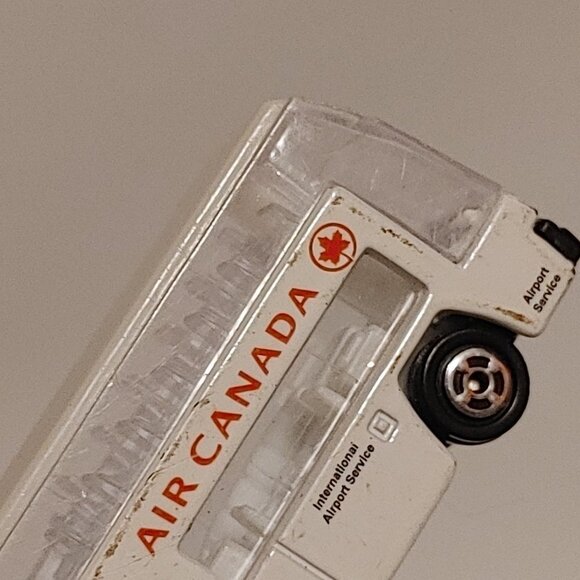 AIR CANADA
International
Airport Service
Airport
Service